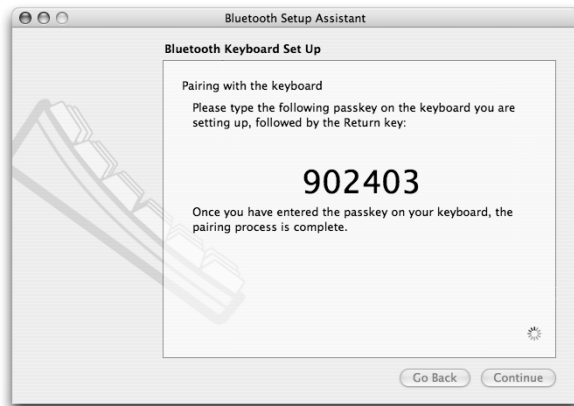 Bluetooth Setup Assistant
Bluetooth Keyboard Set Up
Pairing with the keyboard
Please type the following passkey on the keyboard you are
setting up, followed by the Return key:
902403
Once you have entered the passkey on your keyboard, the
pairing process is complete.
Go Back
Continue